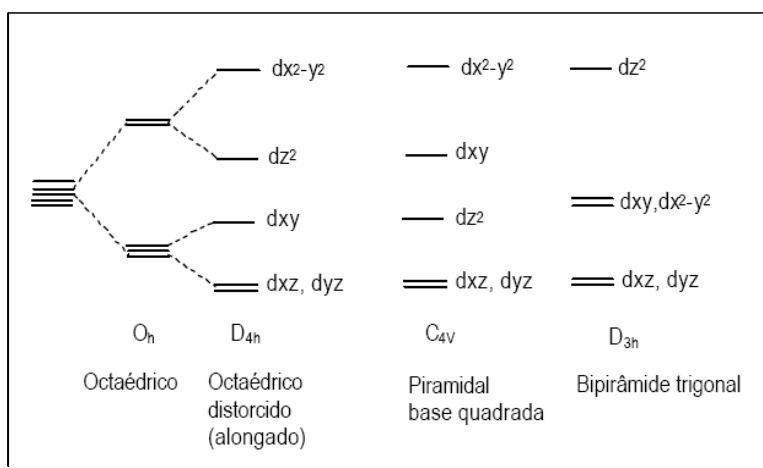 dx²-y²
dz²
dxy
dxz, dyz
Oₕ
Octaédrico
D₄ₕ
Octaédrico
distorcido
(alongado)
dx²-y²
dxy
dz²
dxz, dyz
C₄V
Piramidal
base quadrada
dz²
dxy,dx²-y²
dxz, dyz
D₃ₕ
Bipirâmide trigonal